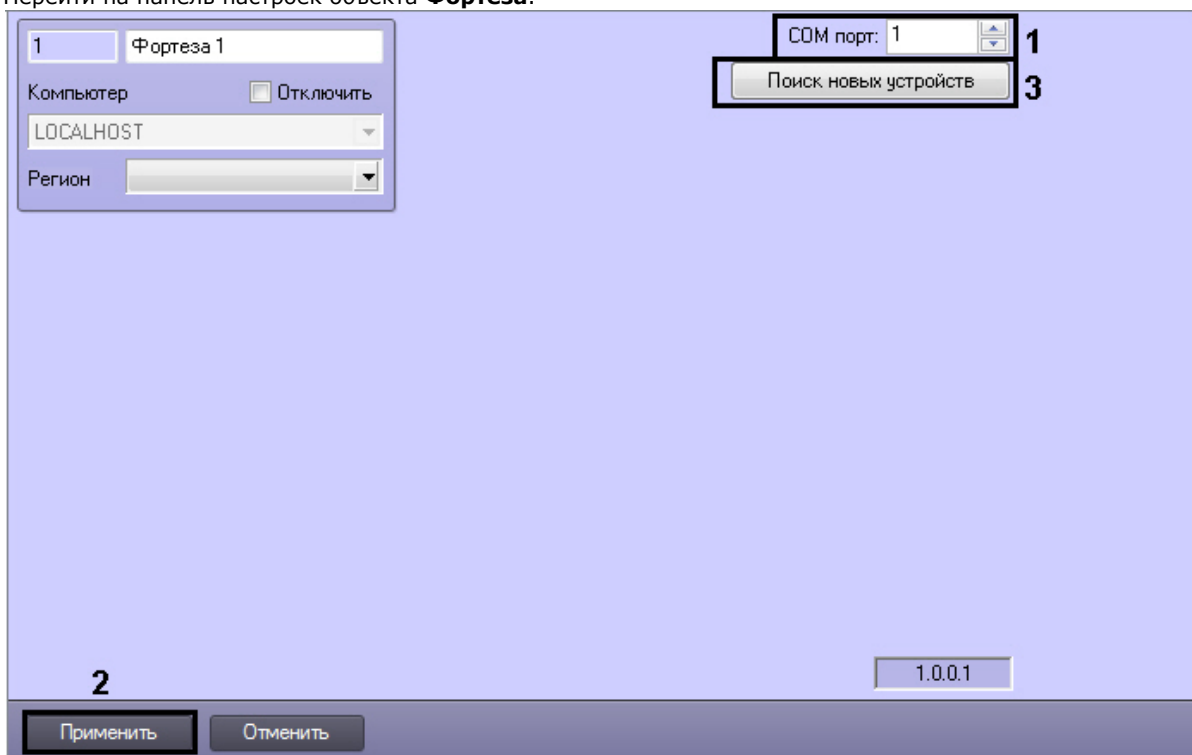 Перейти на панель настроек объекта Фортеза.
1 Фортеза 1
COM порт: 1
1
Поиск новых устройств
3
Компьютер
Отключить
LOCALHOST
Регион
1.0.0.1
2
Применить
Отменить